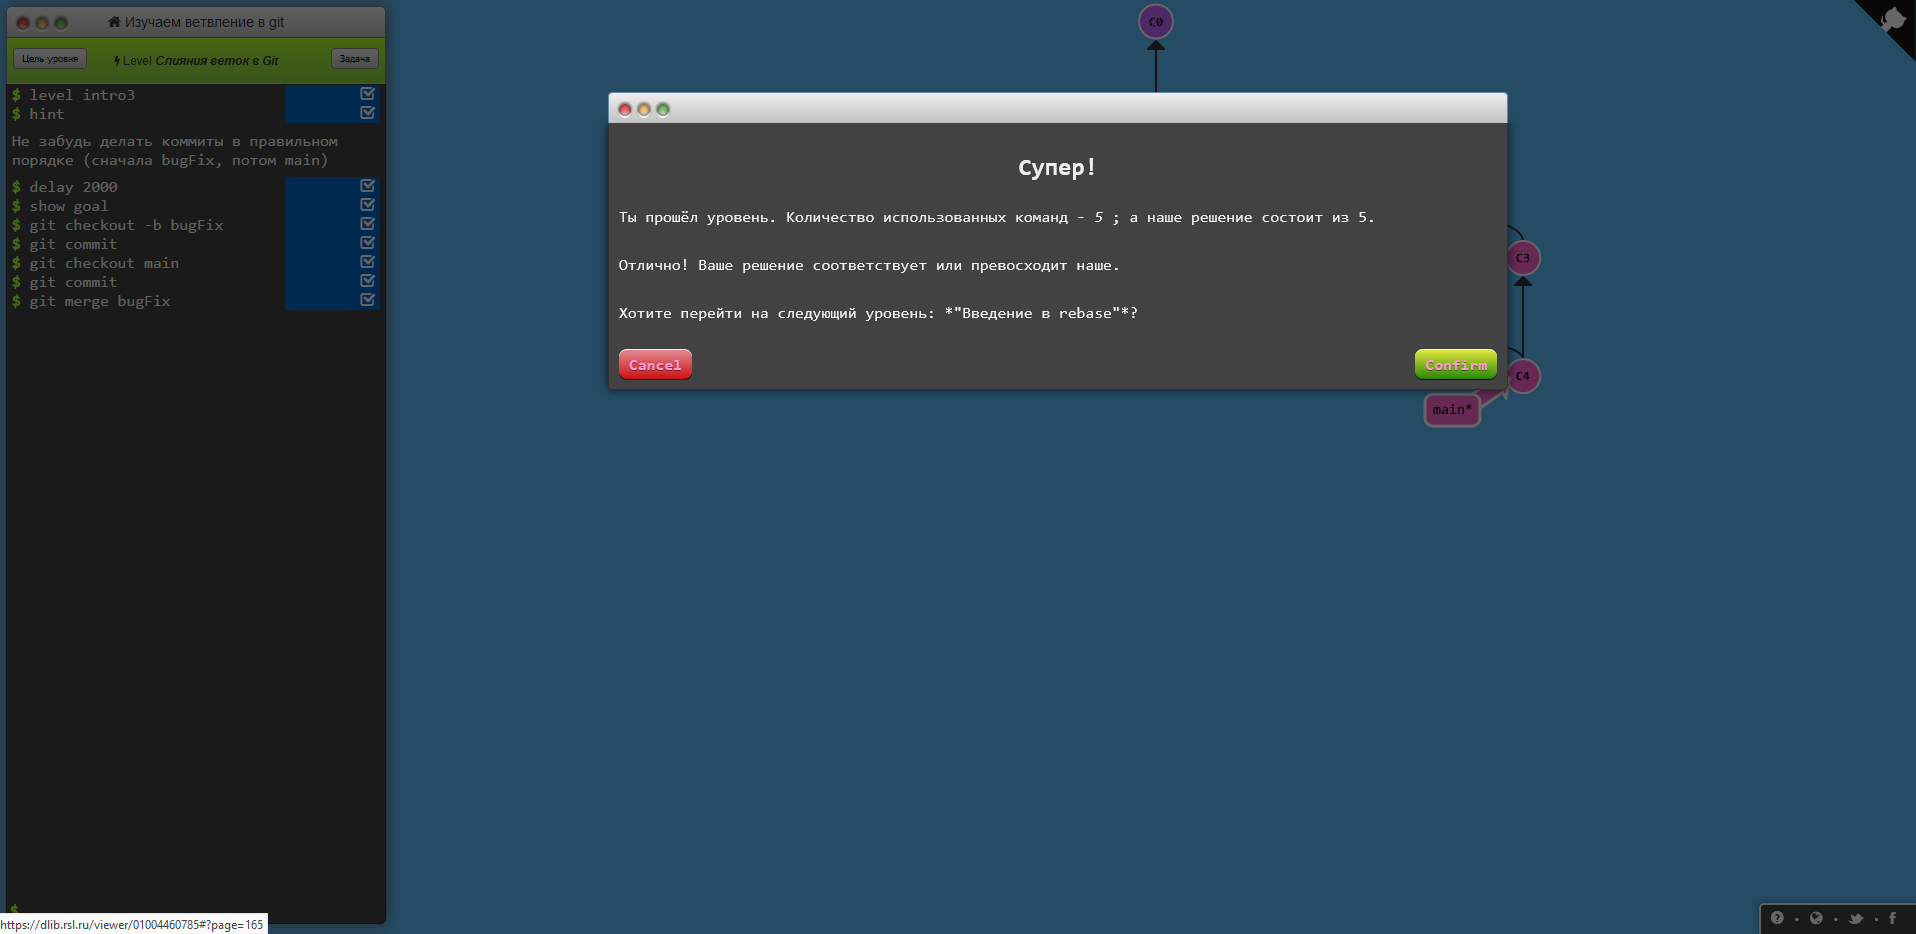 Изучаем ветвление в git
Цель уровня
Level Слияния веток в Git
Задача
$ level intro3
$ hint
Не забудь делать коммиты в правильном
порядке (сначала bugFix, потом main)
$ delay 2000
$ show goal
$ git checkout -b bugFix
$ git commit
$ git checkout main
$ git commit
$ git merge bugFix
$
https://dlib.rsl.ru/viewer/01004460785#?page=165
C0
Супер!
Ты прошёл уровень. Количество использованных команд - 5 ; а наше решение состоит из 5.
Отлично! Ваше решение соответствует или превосходит наше.
Хотите перейти на следующий уровень: *"Введение в rebase"*?
Cancel
Confirm
C3
C4
main*